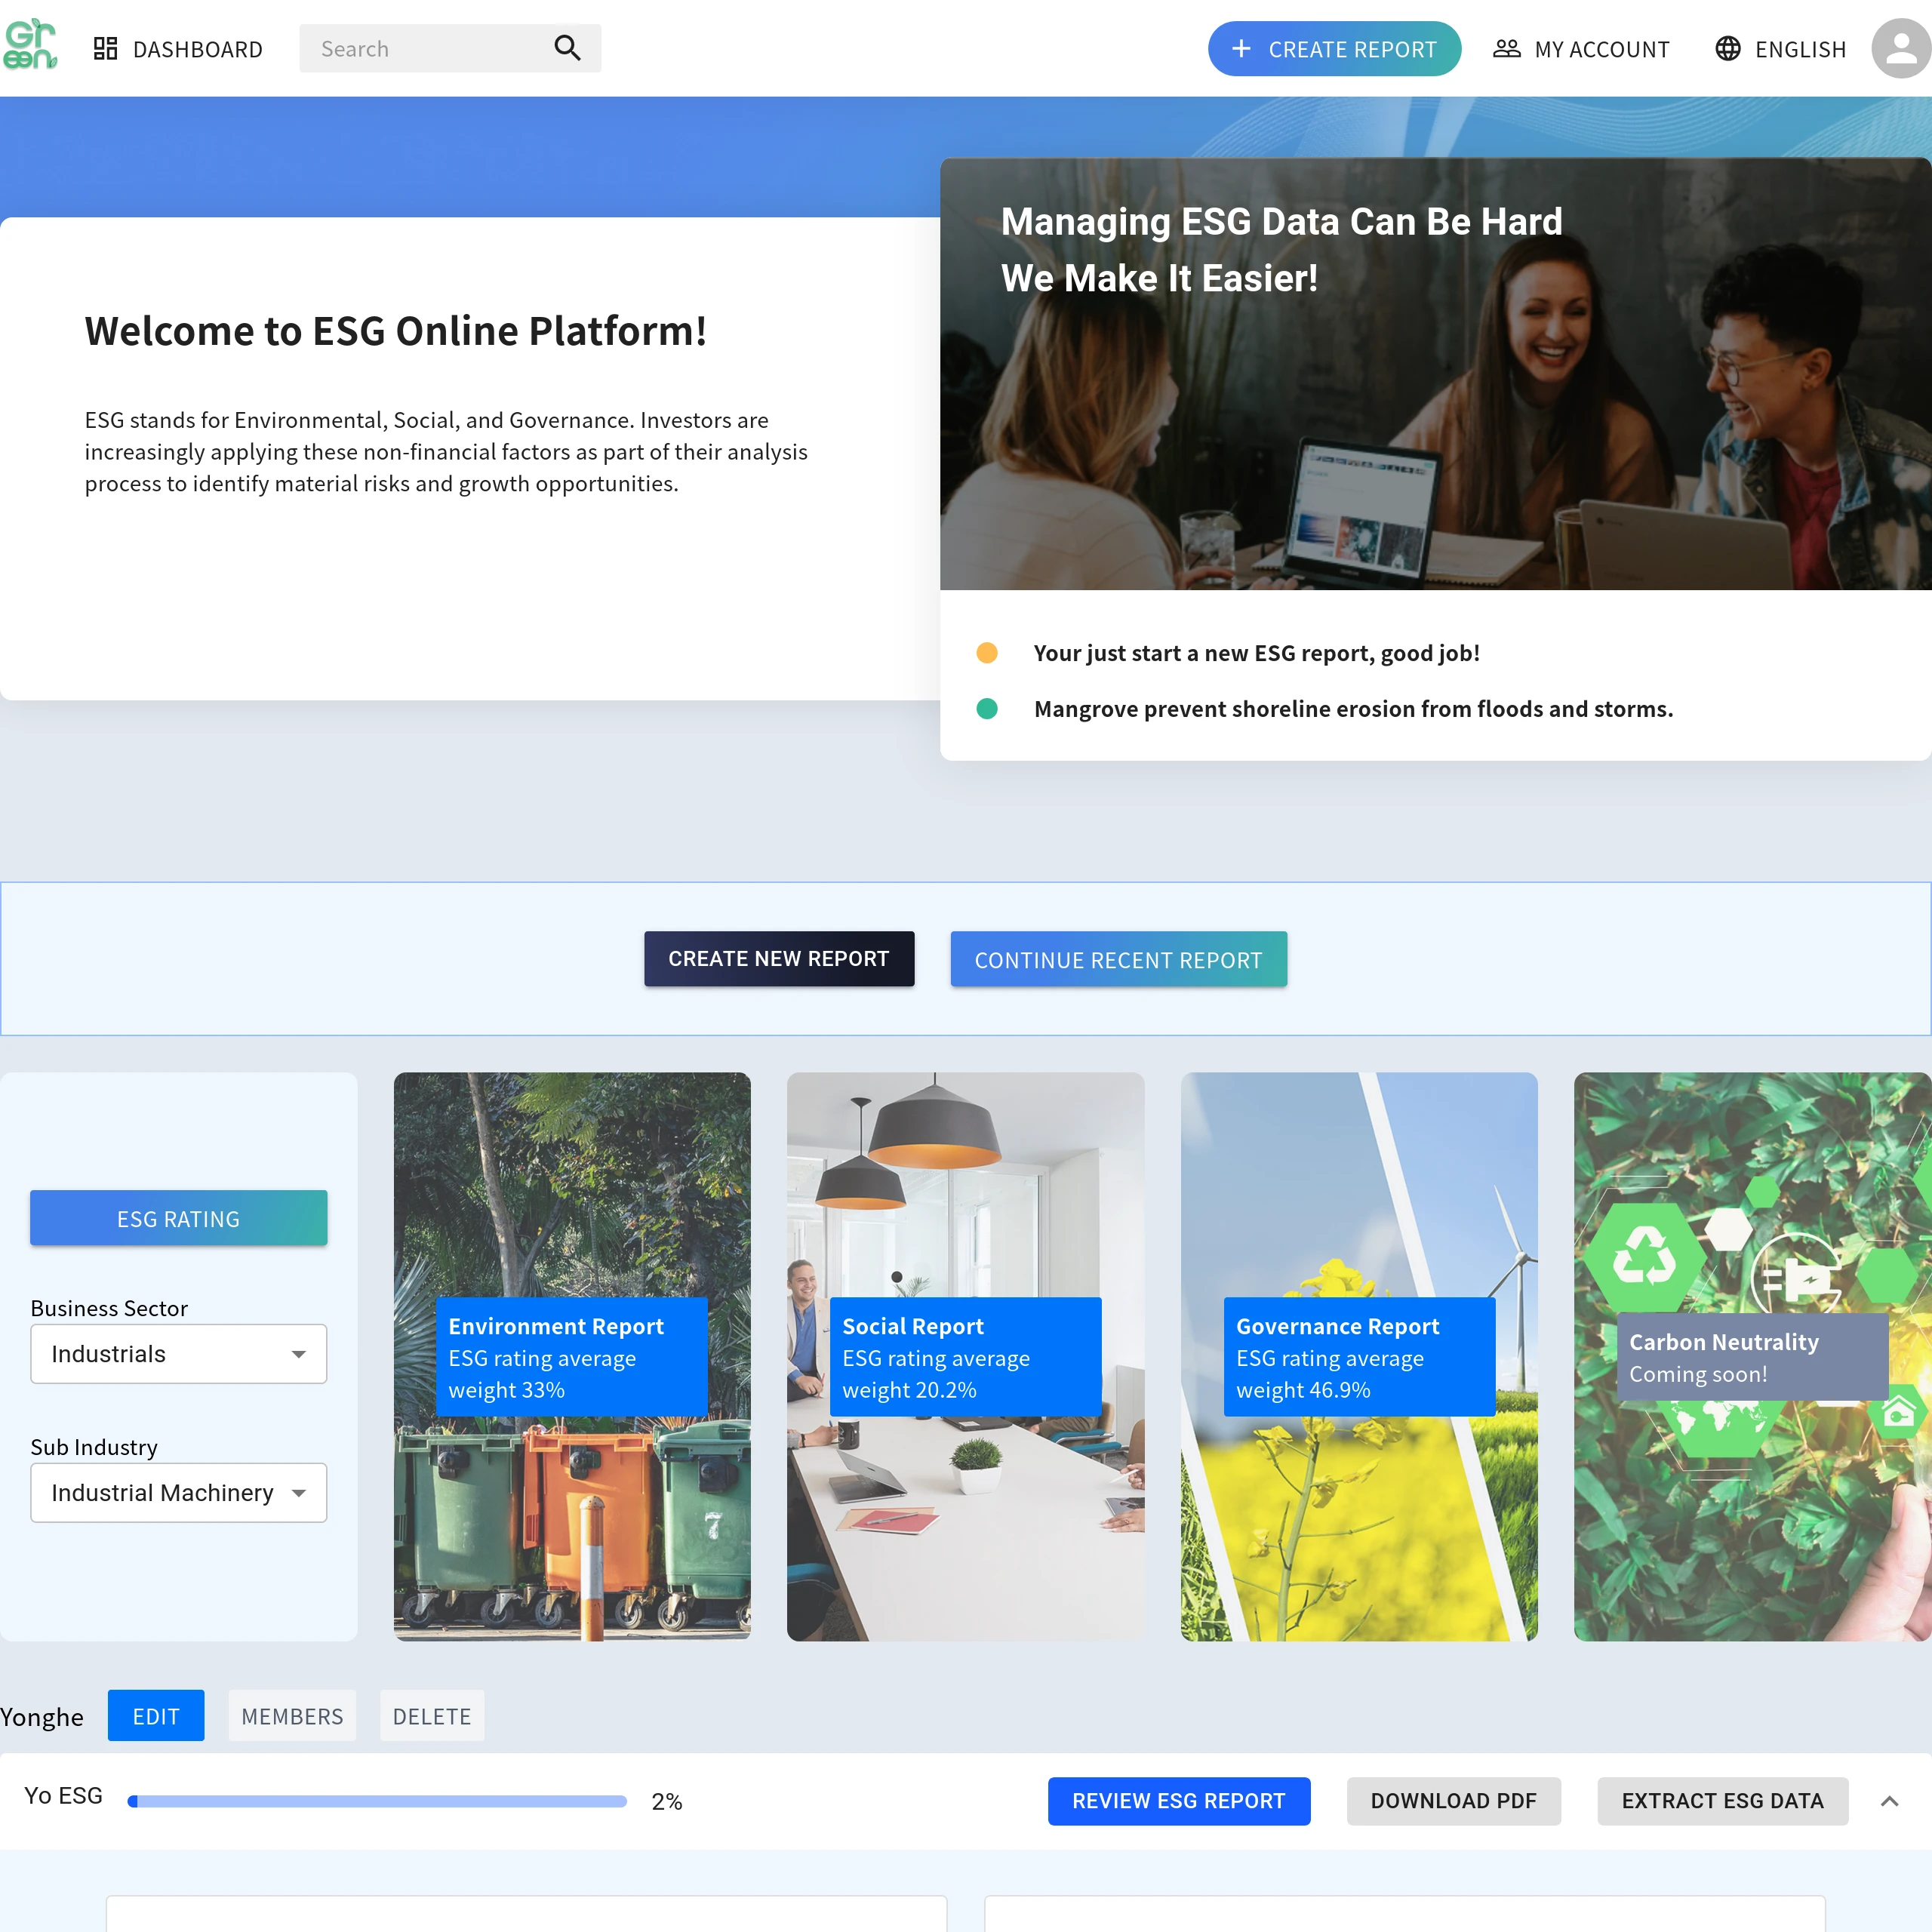 Green
DASHBOARD
Search
CREATE REPORT
MY ACCOUNT
ENGLISH
Managing ESG Data Can Be Hard
We Make It Easier!
Welcome to ESG Online Platform!
ESG stands for Environmental, Social, and Governance. Investors are
increasingly applying these non-financial factors as part of their analysis
process to identify material risks and growth opportunities.
Your just start a new ESG report, good job!
Mangrove prevent shoreline erosion from floods and storms.
CREATE NEW REPORT
CONTINUE RECENT REPORT
ESG RATING
Business Sector
Industrials
Sub Industry
Industrial Machinery
Environment Report
ESG rating average
weight 33%
7
Social Report
ESG rating average
weight 20.2%
Governance Report
ESG rating average
weight 46.9%
Carbon Neutrality
Coming soon!
Yonghe
EDIT
MEMBERS
DELETE
Yo ESG
2%
REVIEW ESG REPORT
DOWNLOAD PDF
EXTRACT ESG DATA